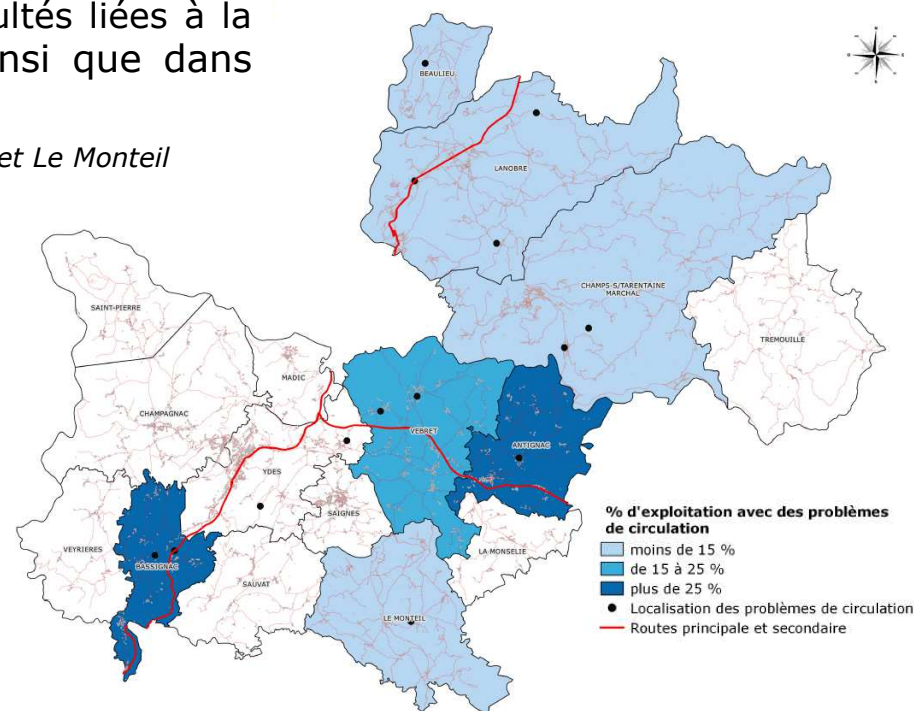 ultés liées à la
insi que dans
et Le Monteil
BEAULIEU
LANOBRE
CHAMPS-S/TARENTAINE
MARCHAL
SAINT-PIERRE
TREMOUILLE
MADIC
CHAMPAGNAC
VEBRET
ANTIGNAC
YDES
SAIGNES
VEYRIERES
BASSIGNAC
SAUVAT
LA MONSELIE
LE MONTEIL
% d'exploitation avec des problèmes
de circulation
moins de 15 %
de 15 à 25 %
plus de 25 %
Localisation des problèmes de circulation
Routes principale et secondaire